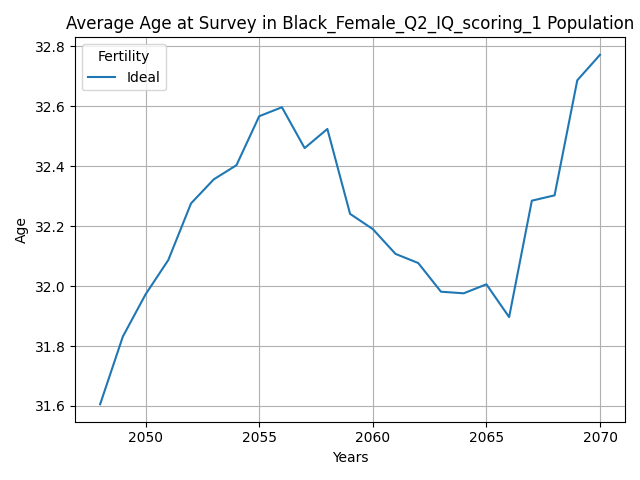 Average Age at Survey in Black_Female_Q2_IQ_scoring_1 Population
Fertility
Ideal
32.8
32.6
32.4
32.2
32.0
31.8
31.6
Age
2050 2055 2060 2065 2070
Years